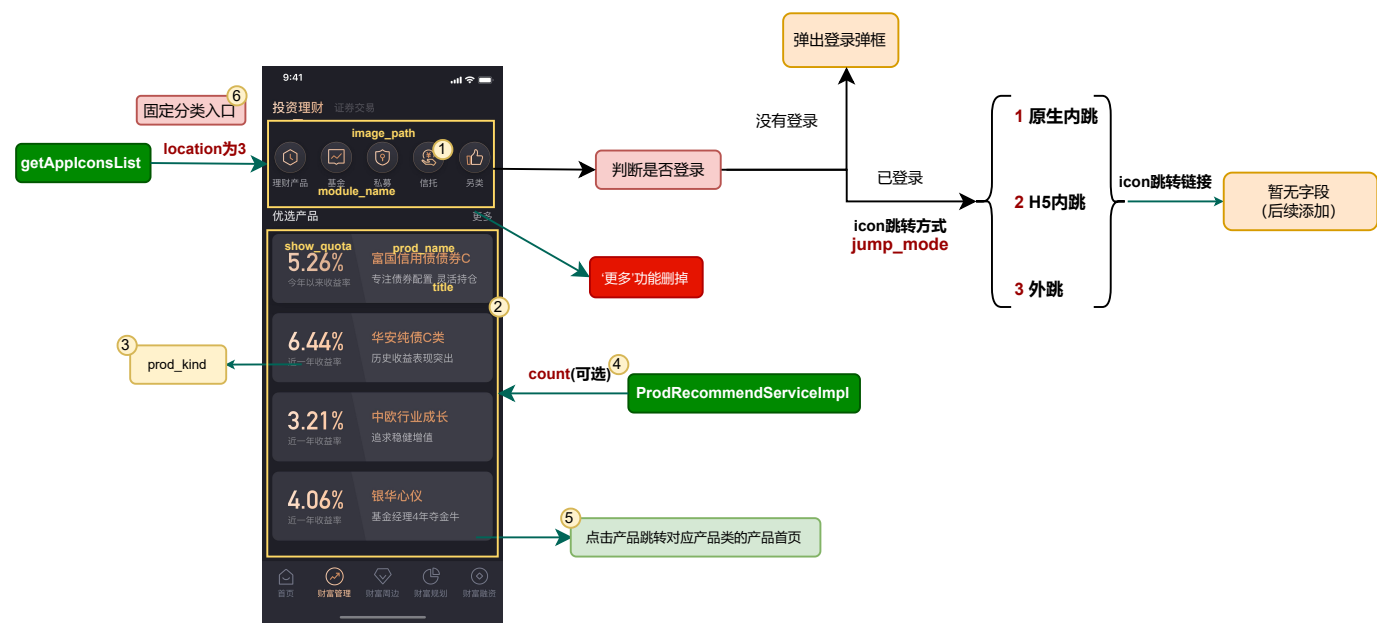 弹出登录弹框
9:41
固定分类入口
6
投资理财 证券交易
getAppIconsList
location为3
image_path
1
理财产品 基金 私募 信托 另类
module_name
判断是否登录
没有登录
已登录
icon跳转方式
jump_mode
1 原生内跳
2 H5内跳
3 外跳
icon跳转链接
暂无字段
(后续添加)
优选产品 更多
show_quota prod_name
5.26% 富国信用债债券C
今年以来收益率 专注债券配置 灵活持仓
title
'更多'功能删掉
2
6.44% 华安纯债C类
近一年收益率 历史收益表现突出
3
prod_kind
count(可选)
4
ProdRecommendServiceImpl
3.21% 中欧行业成长
近一年收益率 追求稳健增值
4.06% 银华心仪
近一年收益率 基金经理4年夺金牛
5
点击产品跳转对应产品类的产品首页
首页 财富管理 财富周边 财富规划 财富融资